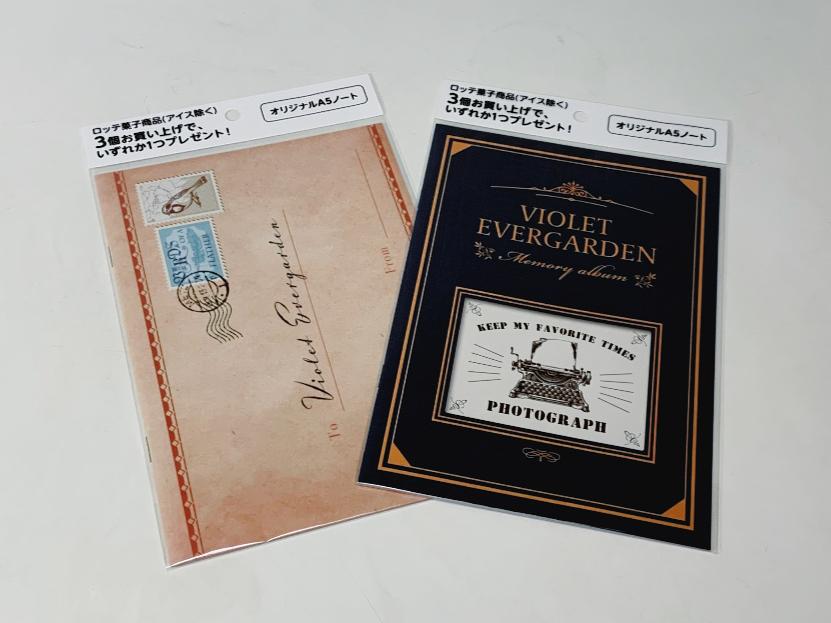 ロッテ菓子商品(アイス除く)
3個お買い上げで、
いずれか1つプレゼント!
オリジナルA5ノート
To
Violet Evergarden
From
ロッテ菓子商品(アイス除く)
3個お買い上げで、
いずれか1つプレゼント!
オリジナルA5ノート
VIOLET
EVERGARDEN
Memory album
KEEP MY FAVORITE TIMES
PHOTOGRAPH